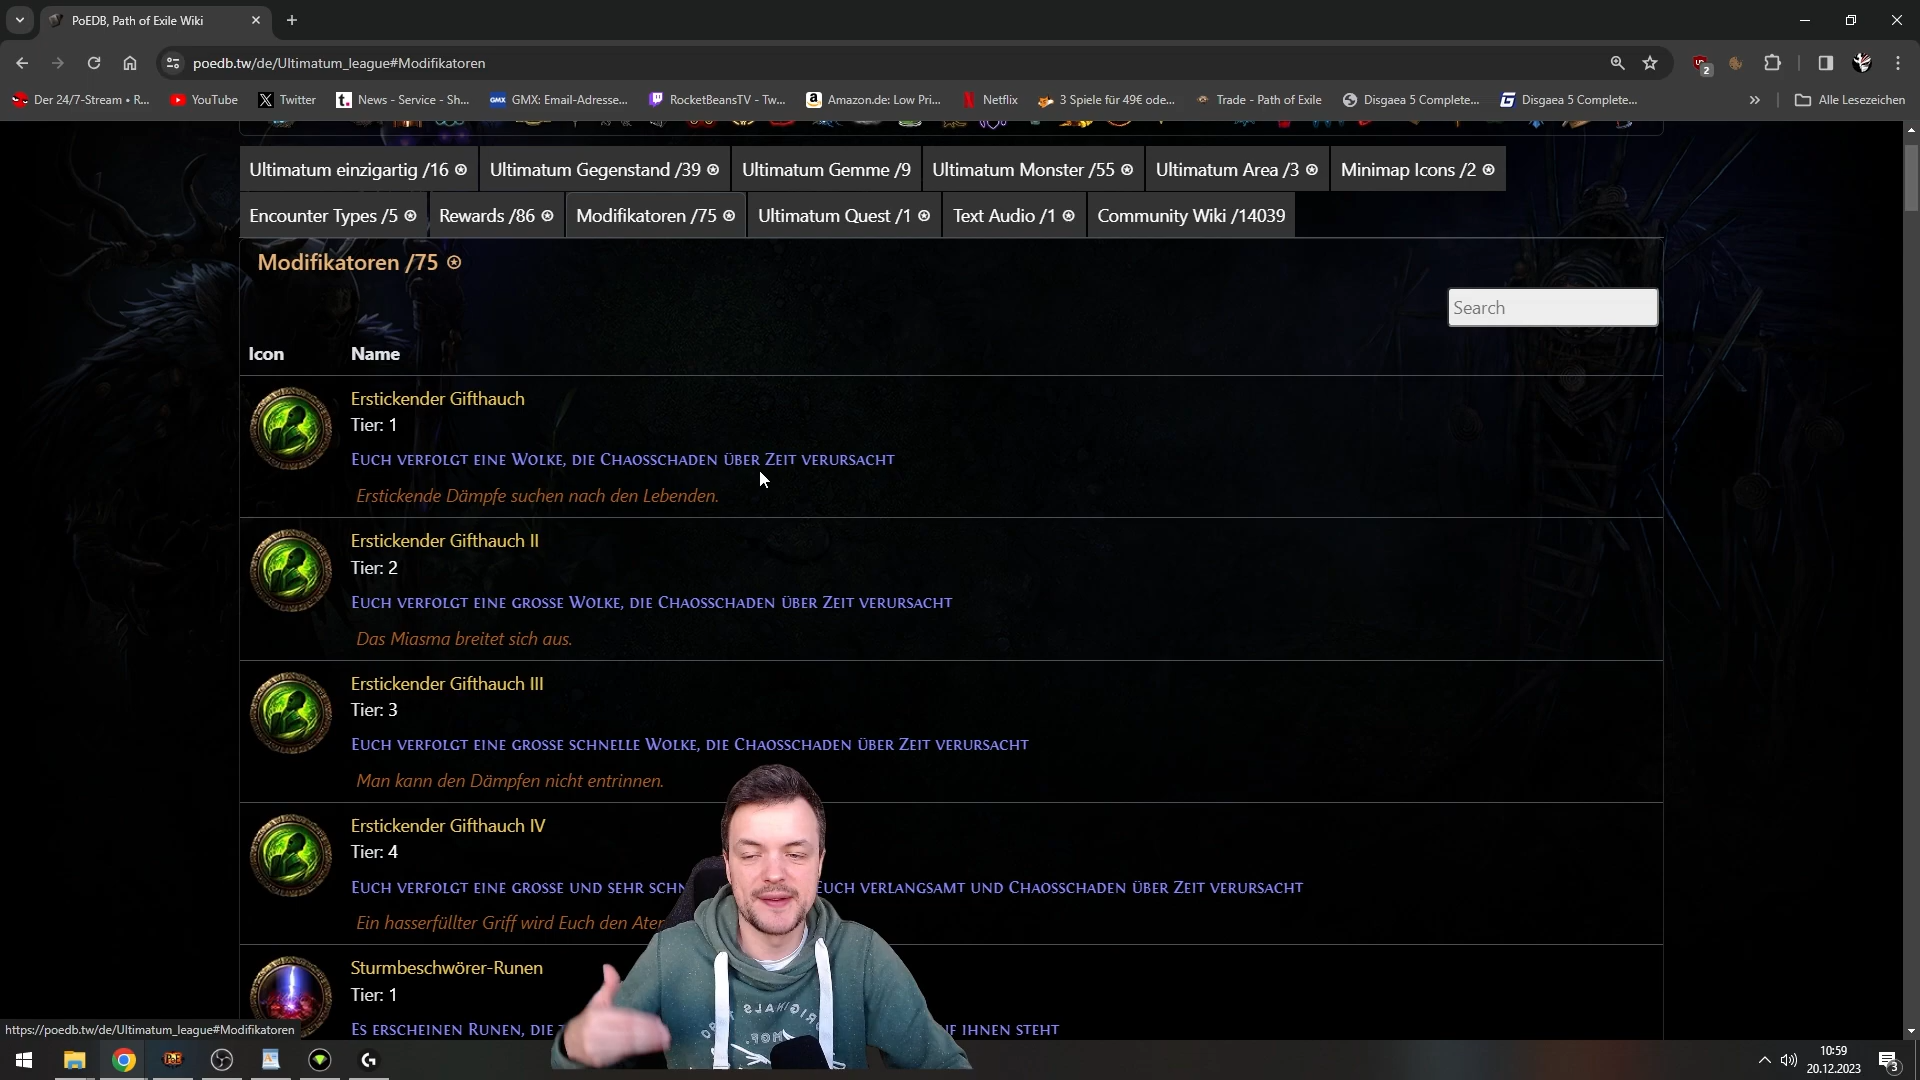 PoEDB, Path of Exile Wiki
poedb.tw/de/Ultimatum_league#Modifikatoren
2
Der 24/7-Stream • R...
YouTube
Twitter
News - Service - Sh...
GMX: Email-Adresse...
RocketBeansTV - Tw...
Amazon.de: Low Pri...
Netflix
3 Spiele für 49€ ode...
Trade - Path of Exile
Disgaea 5 Complete...
Disgaea 5 Complete...
Alle Lesezeichen
Ultimatum einzigartig /16
Ultimatum Gegenstand /39
Ultimatum Gemme /9
Ultimatum Monster /55
Ultimatum Area /3
Minimap Icons /2
Encounter Types /5
Rewards /86
Modifikatoren /75
Ultimatum Quest /1
Text Audio /1
Community Wiki /14039
Modifikatoren /75
Search
Icon Name
Erstickender Gifthauch
Tier: 1
Euch verfolgt eine Wolke, die Chaosschaden über Zeit verursacht
Erstickende Dämpfe suchen nach den Lebenden.
Erstickender Gifthauch II
Tier: 2
Euch verfolgt eine grosse Wolke, die Chaosschaden über Zeit verursacht
Das Miasma breitet sich aus.
Erstickender Gifthauch III
Tier: 3
Euch verfolgt eine grosse schnelle Wolke, die Chaosschaden über Zeit verursacht
Man kann den Dämpfen nicht entrinnen.
Erstickender Gifthauch IV
Tier: 4
Euch verfolgt eine grosse und sehr Euch verlangsamt und Chaosschaden über Zeit verursacht
Ein hasserfüllter Griff wird Euch den
Sturmbeschwörer-Runen
Tier: 1
Es erscheinen Runen, die ihnen steht
https://poedb.tw/de/Ultimatum_league#Modifikatoren
10:59
20.12.2023
3